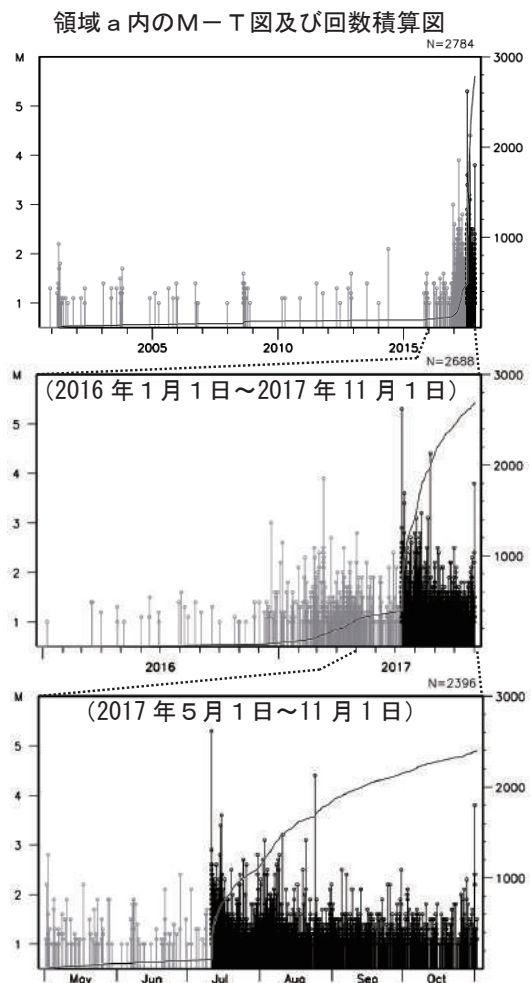 領域ａ内のＭ－Ｔ図及び回数積算図
N=2784
M
3000
5
4
2000
3
2
1000
1
2005
2010
2015
N=2688
M
(2016 年１月１日～2017 年 11 月１日)
3000
5
4
2000
3
2
1000
1
2016
2017
N=2396
M
(2017 年５月１日～11 月１日)
3000
5
4
2000
3
2
1000
1
May
Jun
Jul
Aug
Sep
Oct